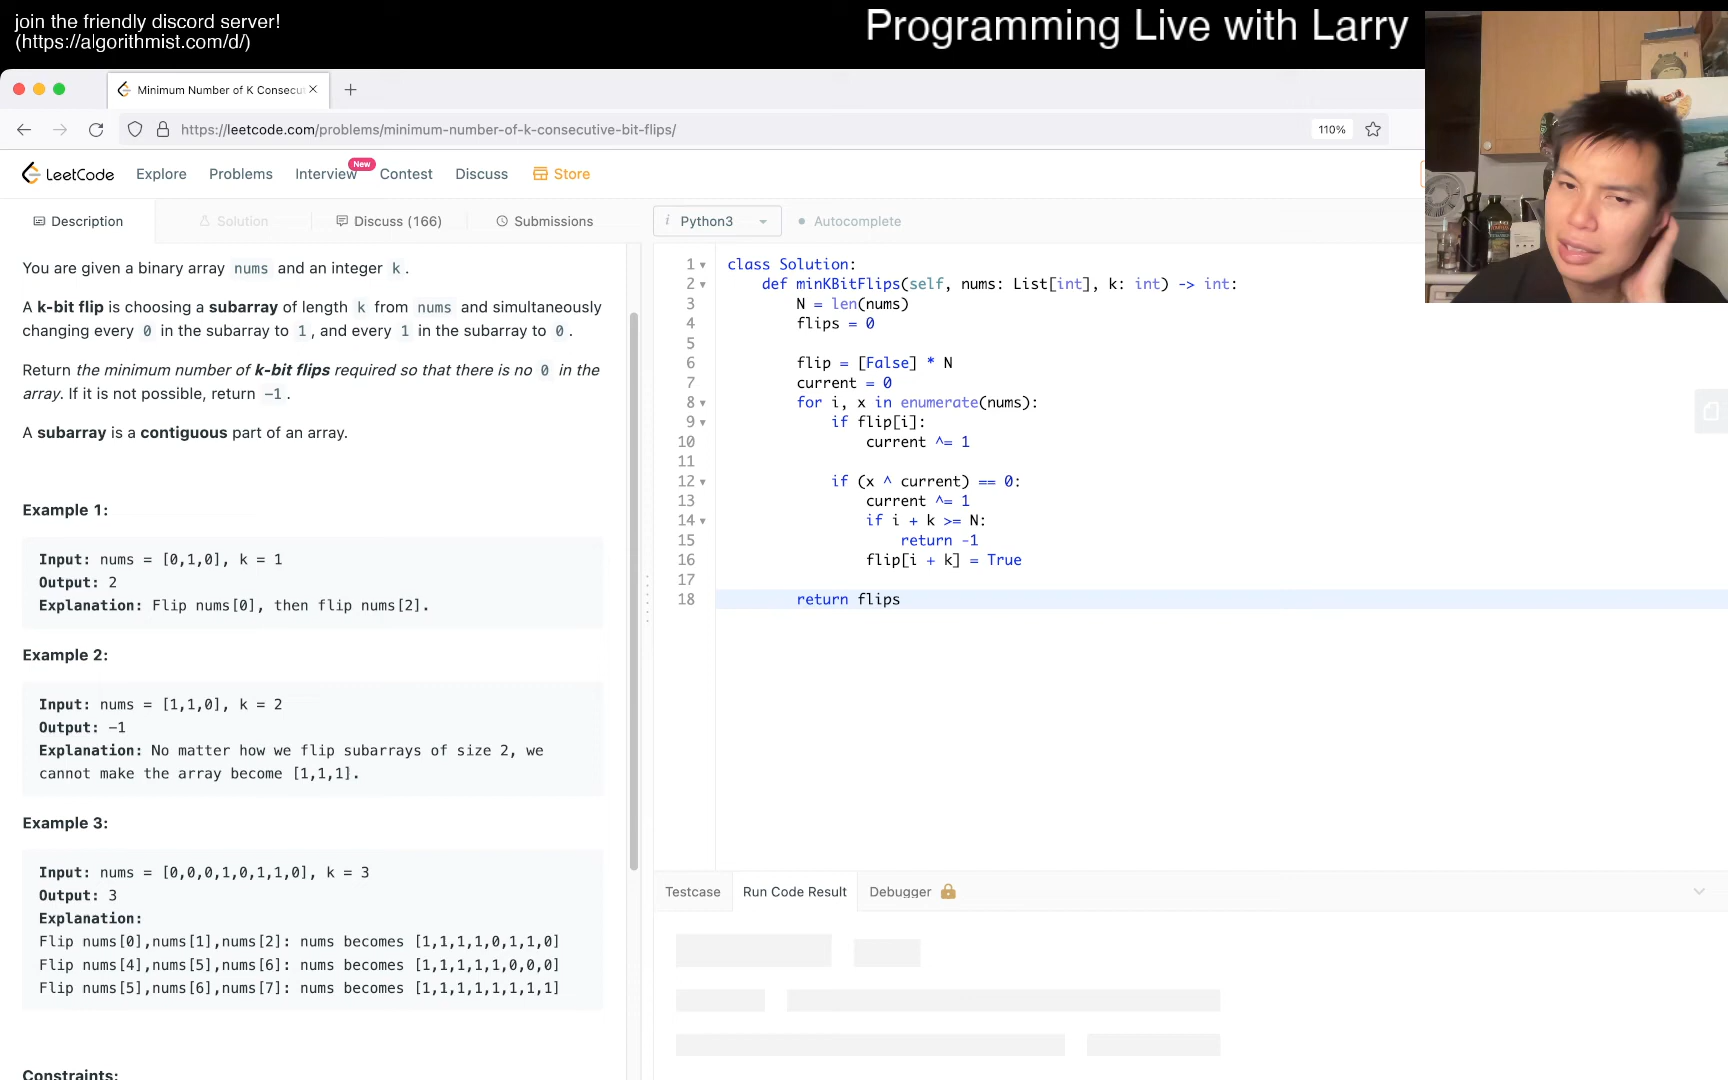 join the friendly discord server!
(https://algorithmist.com/d/)
Programming Live with Larry
Minimum Number of K Consecu
https://leetcode.com/problems/minimum-number-of-k-consecutive-bit-flips/
110%
LeetCode Explore Problems Interview New Contest Discuss Store
Description Solution Discuss (166) Submissions
i Python3 Autocomplete
You are given a binary array nums and an integer k.
A k-bit flip is choosing a subarray of length k from nums and simultaneously
changing every 0 in the subarray to 1, and every 1 in the subarray to 0.
Return the minimum number of k-bit flips required so that there is no 0 in the
array. If it is not possible, return -1.
A subarray is a contiguous part of an array.
Example 1:
Input: nums = [0,1,0], k = 1
Output: 2
Explanation: Flip nums[0], then flip nums[2].
Example 2:
Input: nums = [1,1,0], k = 2
Output: -1
Explanation: No matter how we flip subarrays of size 2, we
cannot make the array become [1,1,1].
Example 3:
Input: nums = [0,0,0,1,0,1,1,0], k = 3
Output: 3
Explanation:
Flip nums[0],nums[1],nums[2]: nums becomes [1,1,1,1,0,1,1,0]
Flip nums[4],nums[5],nums[6]: nums becomes [1,1,1,1,1,0,0,0]
Flip nums[5],nums[6],nums[7]: nums becomes [1,1,1,1,1,1,1,1]
Constraints:
1 class Solution:
2 def minKBitFlips(self, nums: List[int], k: int) -> int:
3 N = len(nums)
4 flips = 0
5
6 flip = [False] * N
7 current = 0
8 for i, x in enumerate(nums):
9 if flip[i]:
10 current ^= 1
11
12 if (x ^ current) == 0:
13 current ^= 1
14 if i + k >= N:
15 return -1
16 flip[i + k] = True
17
18 return flips
Testcase Run Code Result Debugger